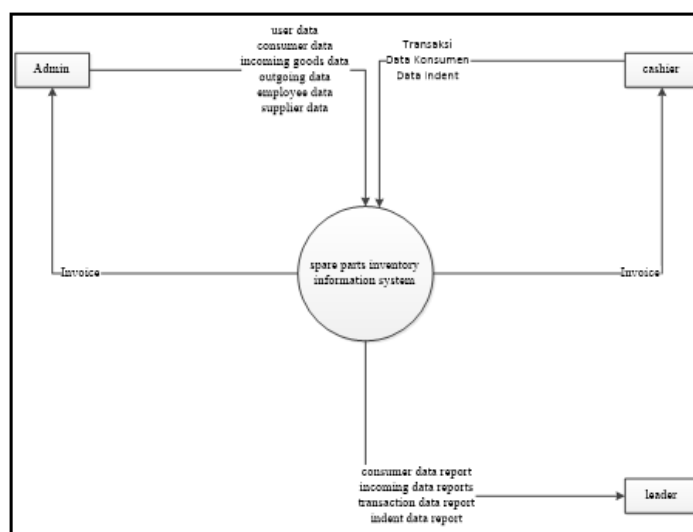 user data
consumer data
incoming goods data
outgoing data
employee data
supplier data
Transaksi
Data Konsumen
Data Indent
Admin
cashier
spare parts inventory
information system
Invoice
Invoice
consumer data report
incoming data reports
transaction data report
indent data report
leader